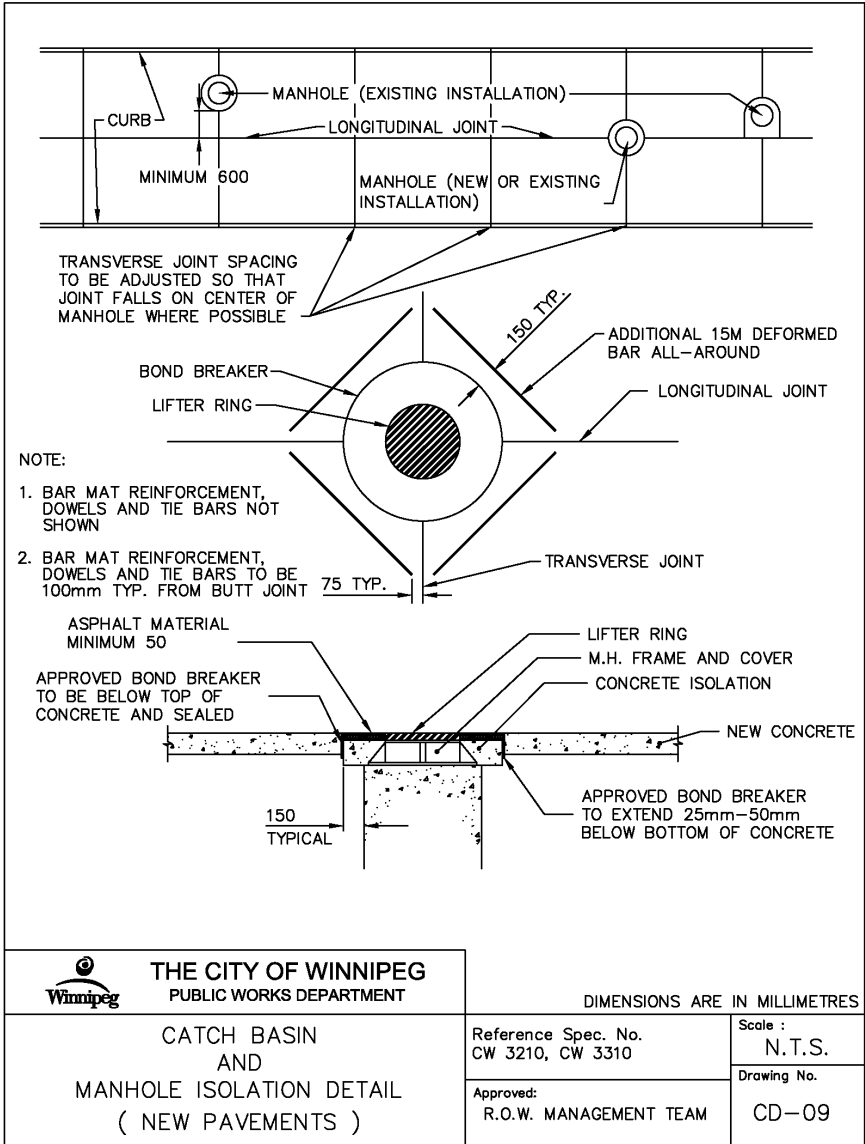 MANHOLE (EXISTING INSTALLATION)
CURB
LONGITUDINAL JOINT
MINIMUM 600
MANHOLE (NEW OR EXISTING
INSTALLATION)
TRANSVERSE JOINT SPACING
TO BE ADJUSTED SO THAT
JOINT FALLS ON CENTER OF
MANHOLE WHERE POSSIBLE
150 TYP.
ADDITIONAL 15M DEFORMED
BAR ALL-AROUND
BOND BREAKER
LONGITUDINAL JOINT
LIFTER RING
NOTE:
1. BAR MAT REINFORCEMENT,
DOWELS AND TIE BARS NOT
SHOWN
2. BAR MAT REINFORCEMENT,
DOWELS AND TIE BARS TO BE
100mm TYP. FROM BUTT JOINT
75 TYP.
TRANSVERSE JOINT
ASPHALT MATERIAL
MINIMUM 50
LIFTER RING
M.H. FRAME AND COVER
CONCRETE ISOLATION
APPROVED BOND BREAKER
TO BE BELOW TOP OF
CONCRETE AND SEALED
NEW CONCRETE
APPROVED BOND BREAKER
TO EXTEND 25mm-50mm
BELOW BOTTOM OF CONCRETE
150
TYPICAL
Winnipeg
THE CITY OF WINNIPEG
PUBLIC WORKS DEPARTMENT
DIMENSIONS ARE IN MILLIMETRES
CATCH BASIN
AND
MANHOLE ISOLATION DETAIL
( NEW PAVEMENTS )
Reference Spec. No.
CW 3210, CW 3310
Scale :
N.T.S.
Approved:
R.O.W. MANAGEMENT TEAM
Drawing No.
CD-09